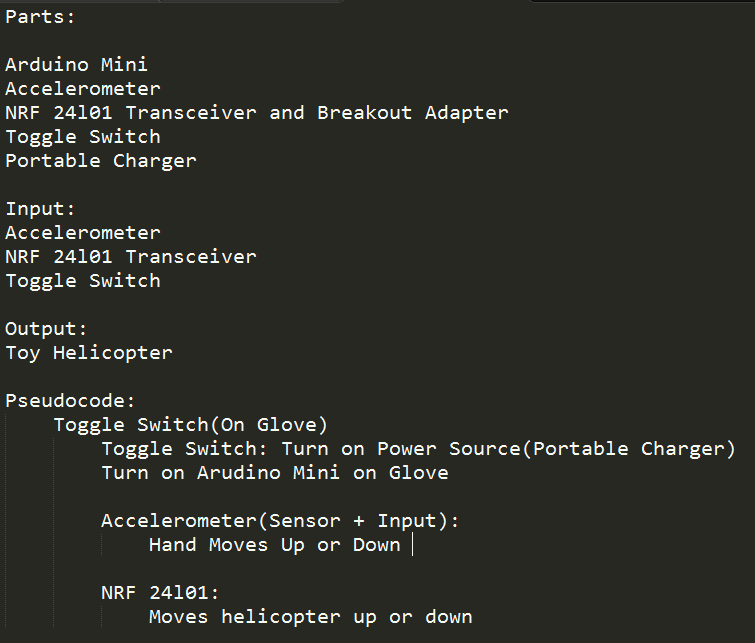 Parts:
Arduino Mini
Accelerometer
NRF 24l01 Transceiver and Breakout Adapter
Toggle Switch
Portable Charger
Input:
Accelerometer
NRF 24l01 Transceiver
Toggle Switch
Output:
Toy Helicopter
Pseudocode:
Toggle Switch(On Glove)
Toggle Switch: Turn on Power Source(Portable Charger)
Turn on Arudino Mini on Glove
Accelerometer(Sensor + Input):
Hand Moves Up or Down
NRF 24l01:
Moves helicopter up or down